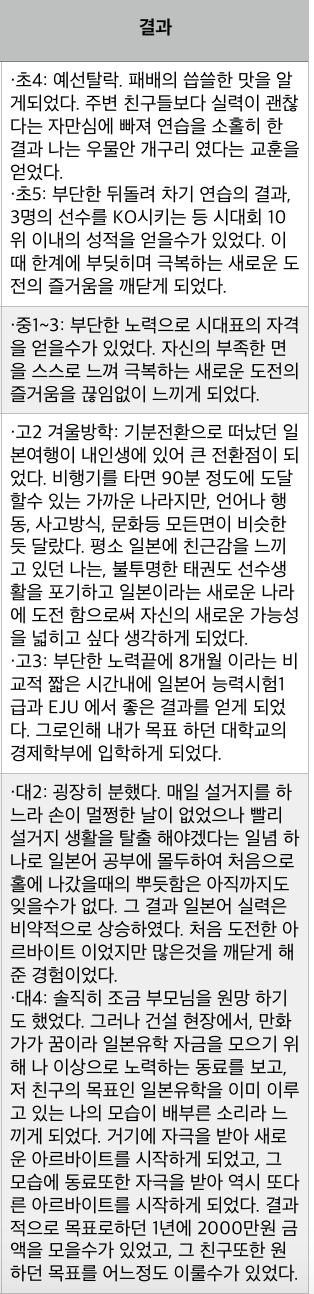 결과
·초4: 예선탈락. 패배의 씁쓸한 맛을 알
게되었다. 주변 친구들보다 실력이 괜찮
다는 자만심에 빠져 연습을 소홀히 한
결과 나는 우물안 개구리 였다는 교훈을
얻었다.
·초5: 부단한 뒤돌려 차기 연습의 결과,
3명의 선수를 KO시키는 등 시대회 10
위 이내의 성적을 얻을수가 있었다. 이
때 한계에 부딪히며 극복하는 새로운 도
전의 즐거움을 깨닫게 되었다.
·중1~3: 부단한 노력으로 시대표의 자격
을 얻을수가 있었다. 자신의 부족한 면
을 스스로 느껴 극복하는 새로운 도전의
즐거움을 끊임없이 느끼게 되었다.
·고2 겨울방학: 기분전환으로 떠났던 일
본여행이 내인생에 있어 큰 전환점이 되
었다. 비행기를 타면 90분 정도에 도달
할수 있는 가까운 나라지만, 언어나 행
동, 사고방식, 문화등 모든면이 비슷한
듯 달랐다. 평소 일본에 친근감을 느끼
고 있던 나는, 불투명한 태권도 선수생
활을 포기하고 일본이라는 새로운 나라
에 도전 함으로써 자신의 새로운 가능성
을 넓히고 싶다 생각하게 되었다.
·고3: 부단한 노력끝에 8개월 이라는 비
교적 짧은 시간내에 일본어 능력시험1
급과 EJU 에서 좋은 결과를 얻게 되었
다. 그로인해 내가 목표 하던 대학교의
경제학부에 입학하게 되었다.
·대2: 굉장히 분했다. 매일 설거지를 하
느라 손이 멀쩡한 날이 없었으나 빨리
설거지 생활을 탈출 해야겠다는 일념 하
나로 일본어 공부에 몰두하여 처음으로
홀에 나갔을때의 뿌듯함은 아직까지도
잊을수가 없다. 그 결과 일본어 실력은
비약적으로 상승하였다. 처음 도전한 아
르바이트 이었지만 많은것을 깨닫게 해
준 경험이었다.
·대4: 솔직히 조금 부모님을 원망 하기
도 했었다. 그러나 건설 현장에서, 만화
가가 꿈이라 일본유학 자금을 모으기 위
해 나 이상으로 노력하는 동료를 보고,
저 친구의 목표인 일본유학을 이미 이루
고 있는 나의 모습이 배부른 소리라 느
끼게 되었다. 거기에 자극을 받아 새로
운 아르바이트를 시작하게 되었고, 그
모습에 동료또한 자극을 받아 역시 또다
른 아르바이트를 시작하게 되었다. 결과
적으로 목표로하던 1년에 2000만원 금
액을 모을수가 있었고, 그 친구또한 원
하던 목표를 어느정도 이룰수가 있었다.